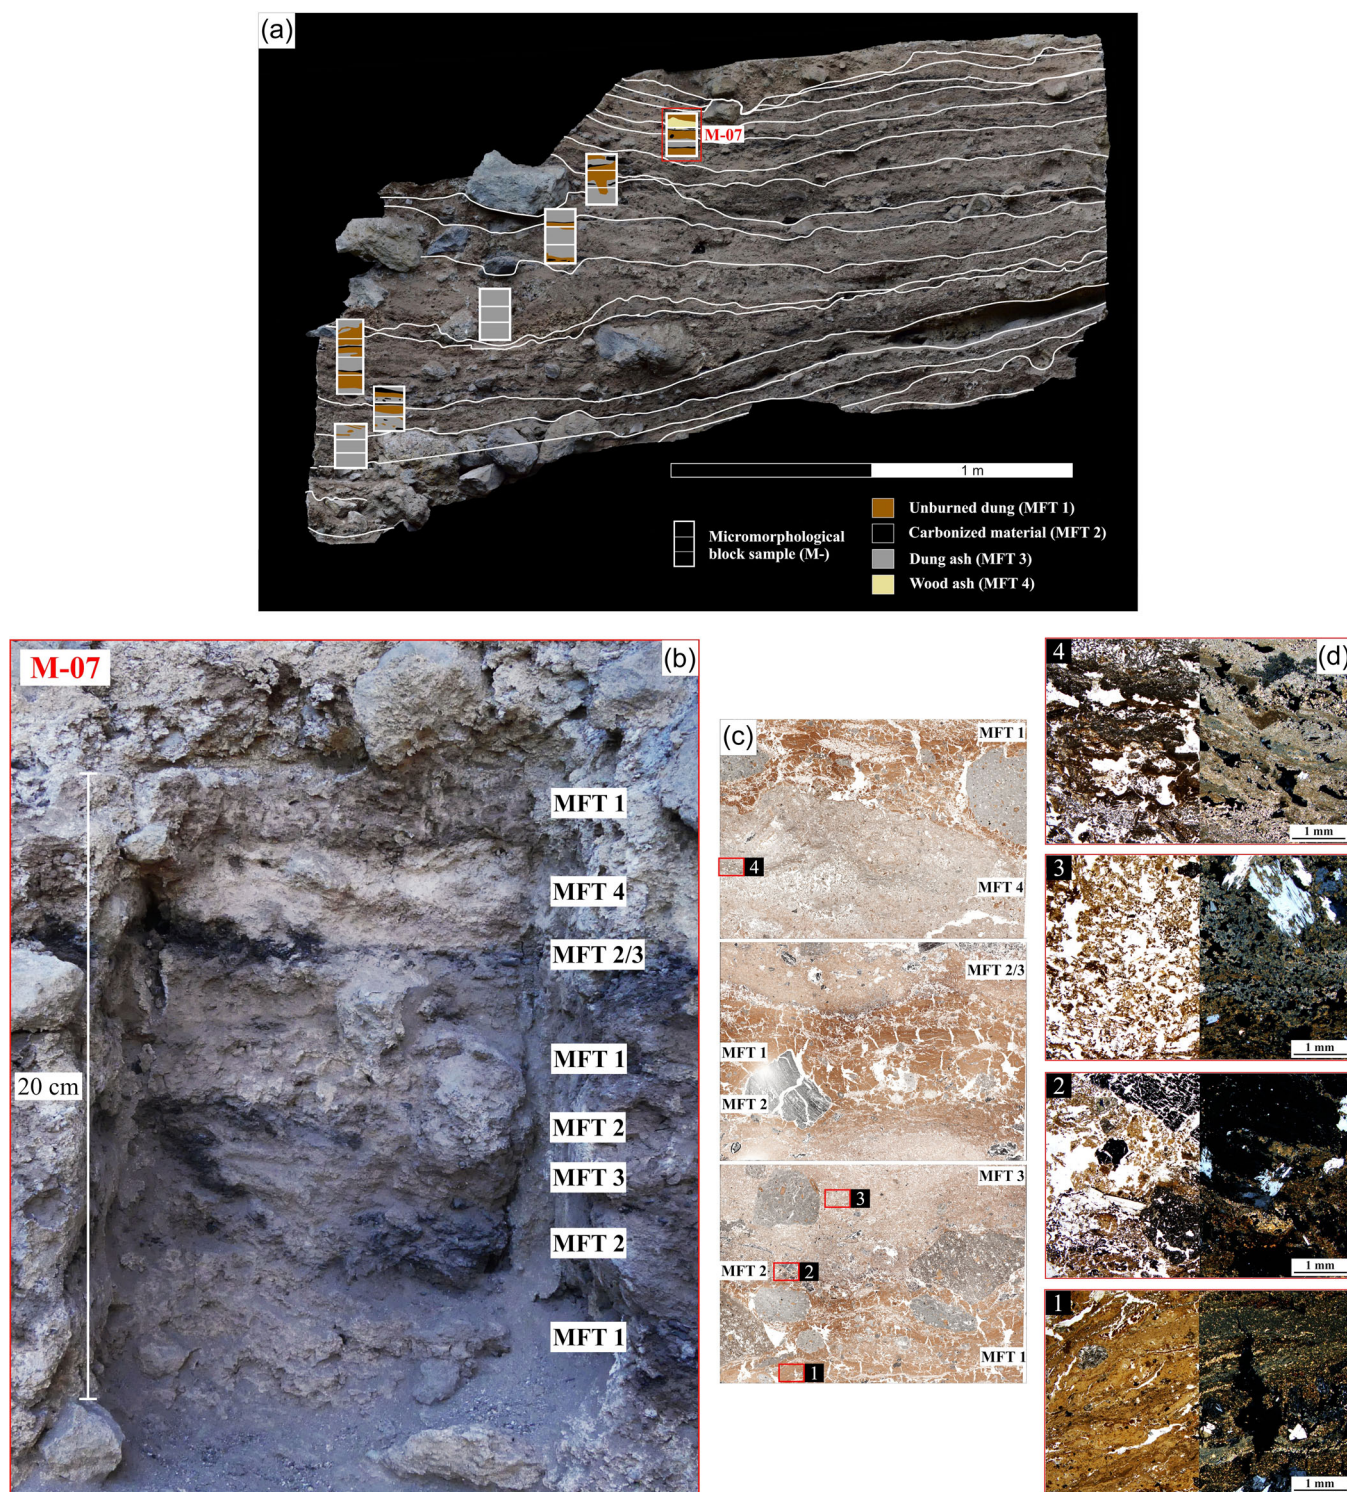 (a)
M-07
1 m
Micromorphological
block sample (M-)
Unburned dung (MFT 1)
Carbonized material (MFT 2)
Dung ash (MFT 3)
Wood ash (MFT 4)
M-07
(b)
20 cm
MFT 1
MFT 4
MFT 2/3
MFT 1
MFT 2
MFT 3
MFT 2
MFT 1
(c)
MFT 1
4
MFT 4
MFT 2/3
MFT 1
MFT 2
MFT 3
3
MFT 2
2
MFT 1
1
(d)
4
1 mm
3
1 mm
2
1 mm
1
1 mm